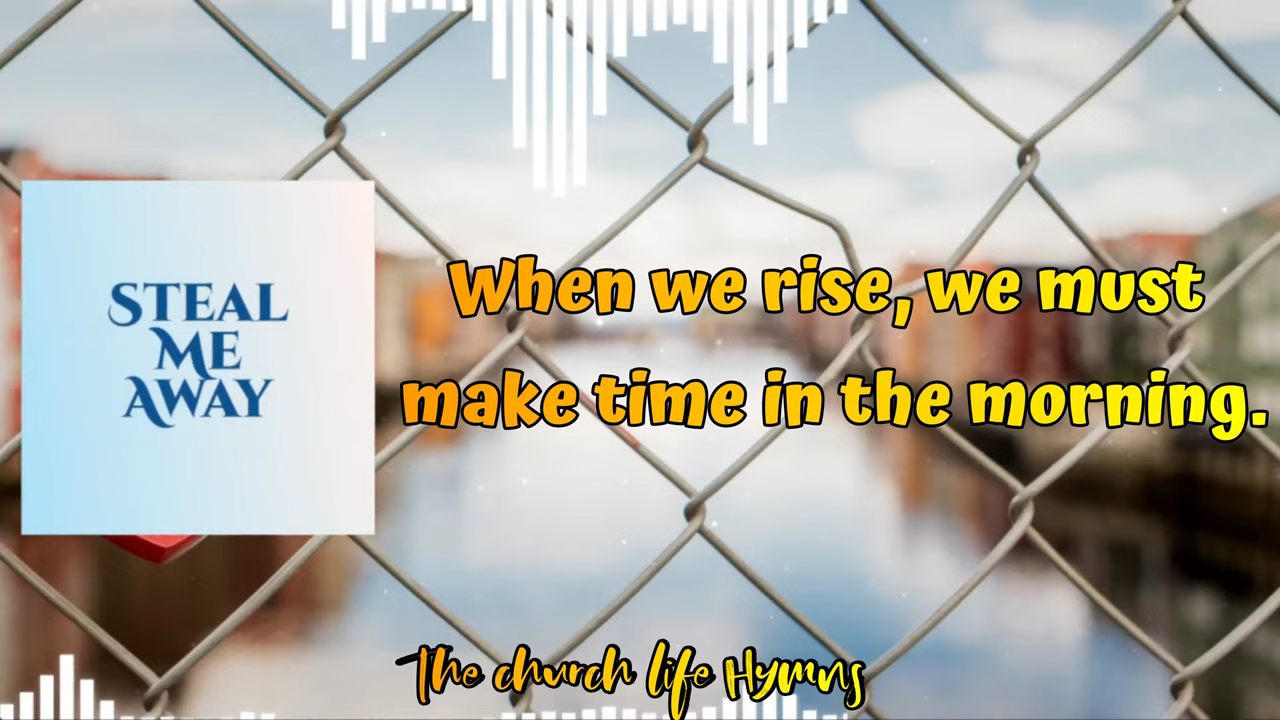 STEAL
ME
AWAY
When we rise, we must
make time in the morning.
The church life Hymns